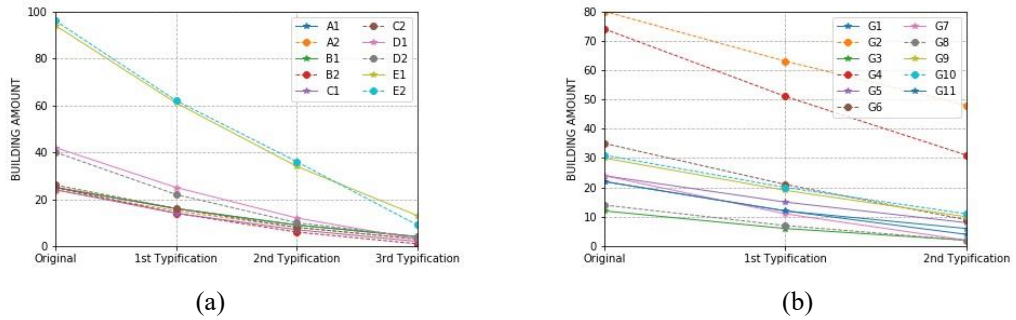 100
80
60
40
20
0
BUILDING AMOUNT
A1
A2
B1
B2
C1
C2
D1
D2
E1
E2
Original
1st Typification
2nd Typification
3rd Typification
(a)
80
70
60
50
40
30
20
10
0
BUILDING AMOUNT
G1
G2
G3
G4
G5
G6
G7
G8
G9
G10
G11
Original
1st Typification
2nd Typification
(b)